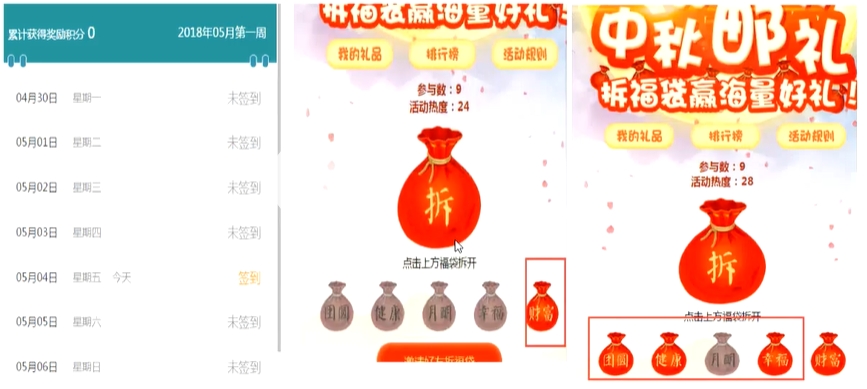 累计获得奖励积分 0
2018年05月第一周
04月30日 星期一 未签到
05月01日 星期二 未签到
05月02日 星期三 未签到
05月03日 星期四 未签到
05月04日 星期五 今天 签到
05月05日 星期六 未签到
05月06日 星期日 未签到
拆福袋赢海量好礼！
我的礼品 排行榜 活动规则
参与数：9
活动热度：24
拆
点击上方福袋拆开
团圆 健康 月明 幸福 财富
邀请好友拆福袋
中秋邮礼
拆福袋赢海量好礼！
我的礼品 排行榜 活动规则
参与数：9
活动热度：28
拆
点击上方福袋拆开
团圆 健康 月明 幸福 财富